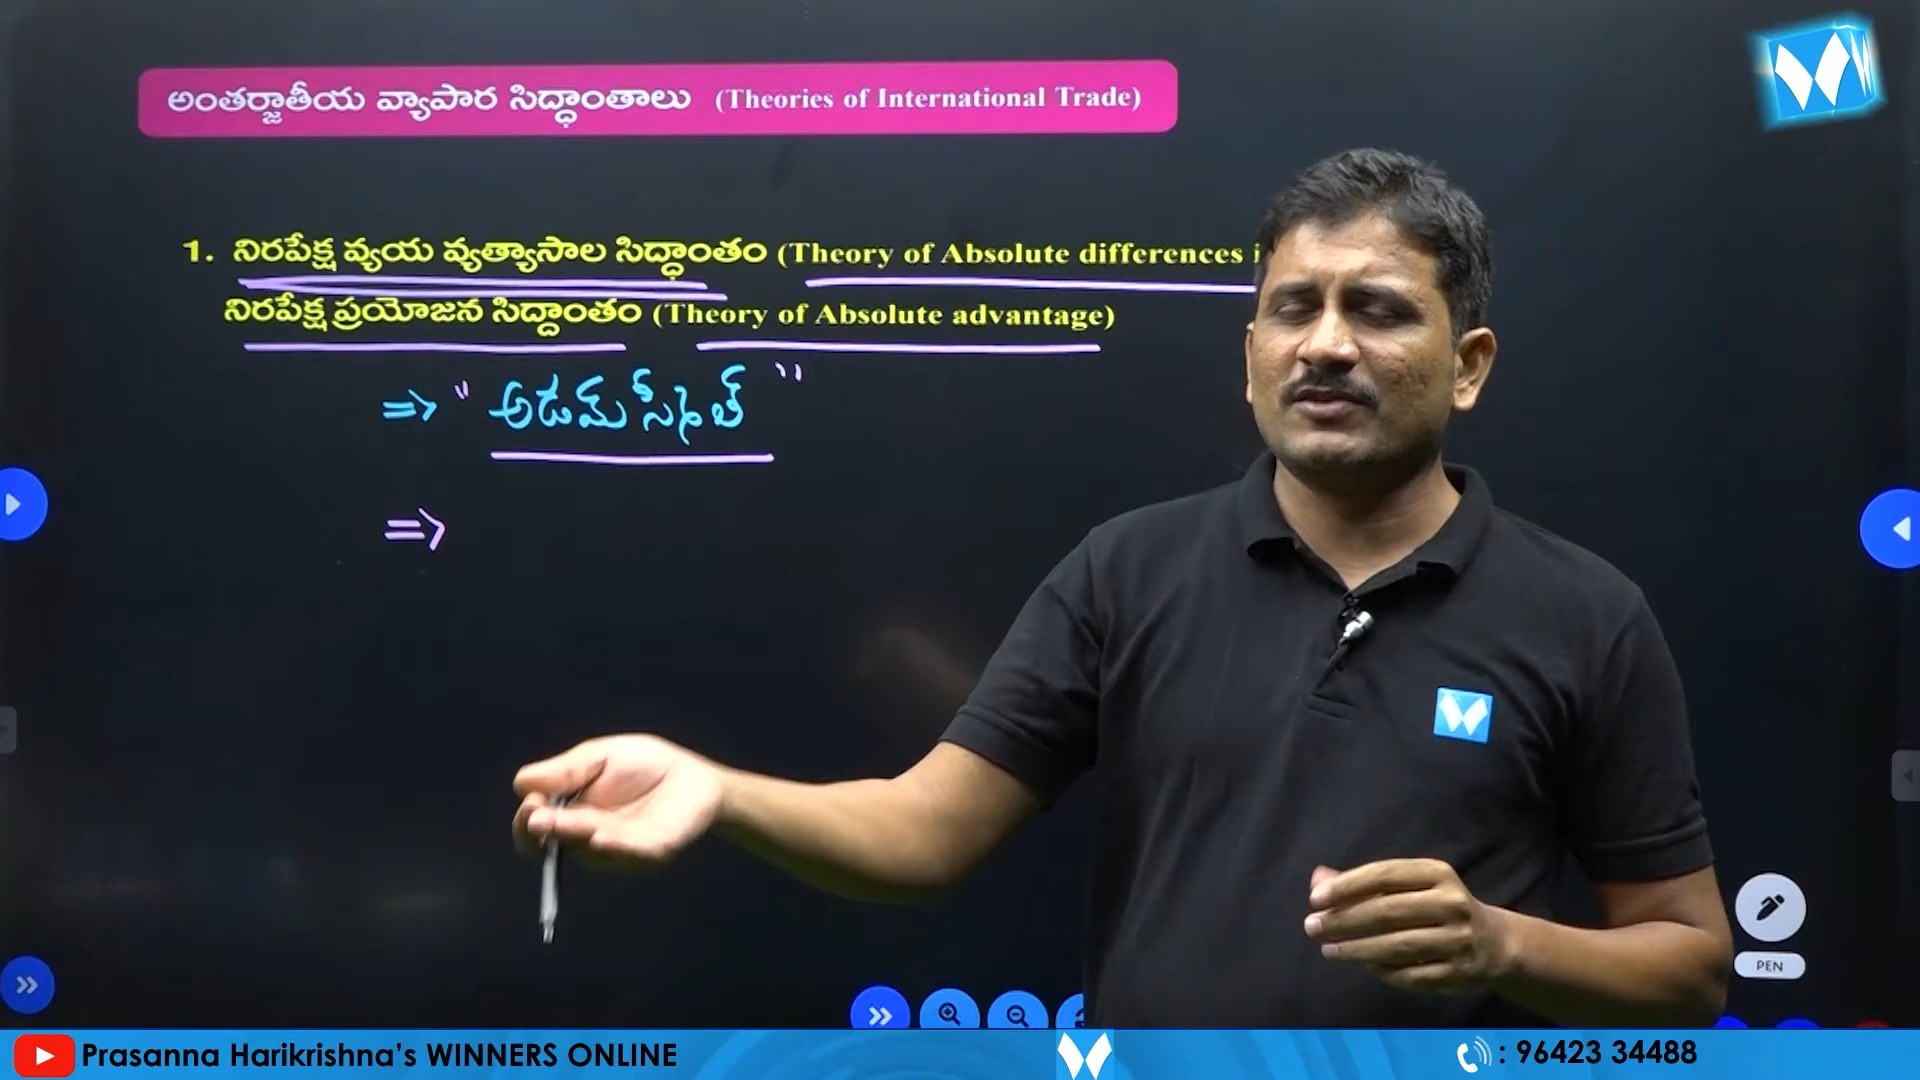 అంతర్జాతీయ వ్యాపార సిద్ధాంతాలు (Theories of International Trade)
1. నిరపేక్ష వ్యయ వ్యత్యాసాల సిద్ధాంతం (Theory of Absolute differences i
నిరపేక్ష ప్రయోజన సిద్దాంతం (Theory of Absolute advantage)
=> "అడమ్ స్మిత్"
=>
PEN
Prasanna Harikrishna's WINNERS ONLINE
: 96423 34488